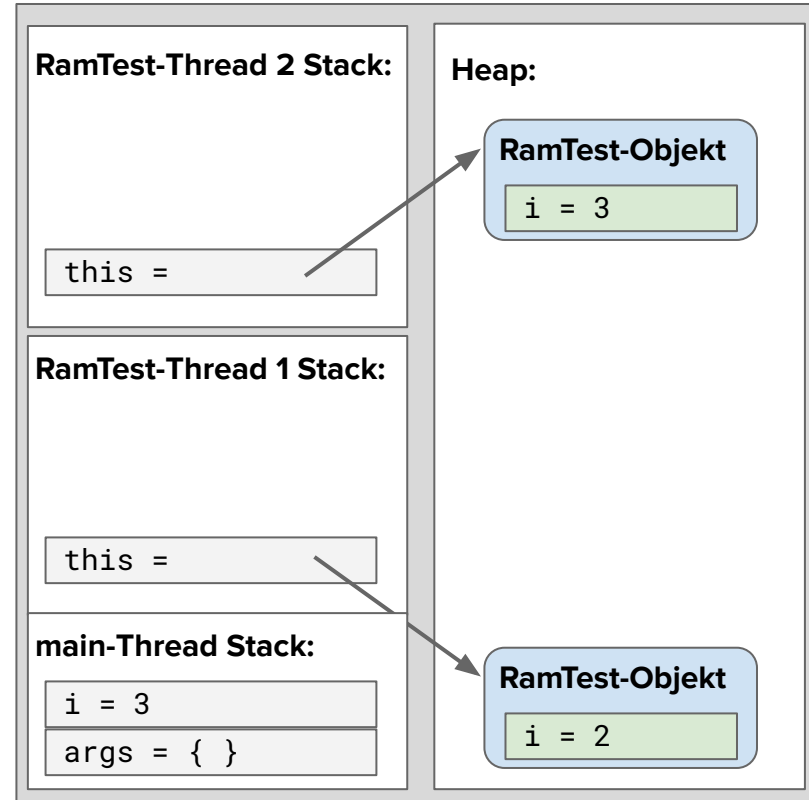 RamTest-Thread 2 Stack:
this =
RamTest-Thread 1 Stack:
this =
main-Thread Stack:
i = 3
args = { }
Heap:
RamTest-Objekt
i = 3
RamTest-Objekt
i = 2